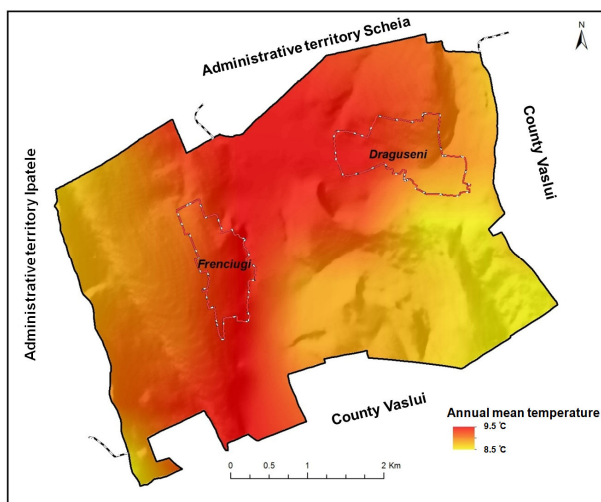 Administrative territory Scheia
N
County Vaslui
Draguseni
Administrative territory Ipatele
Frenciugi
County Vaslui
Annual mean temperature
9.5 °C
8.5 °C
0 0.5 1 2 Km